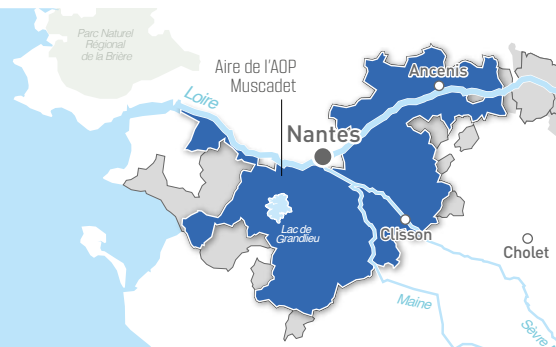 Parc Naturel
Régional
de la Brière
Aire de l'AOP
Muscadet
Ancenis
Loire
Nantes
Lac de
Grandlieu
Clisson
Cholet
Maine
Sèvre